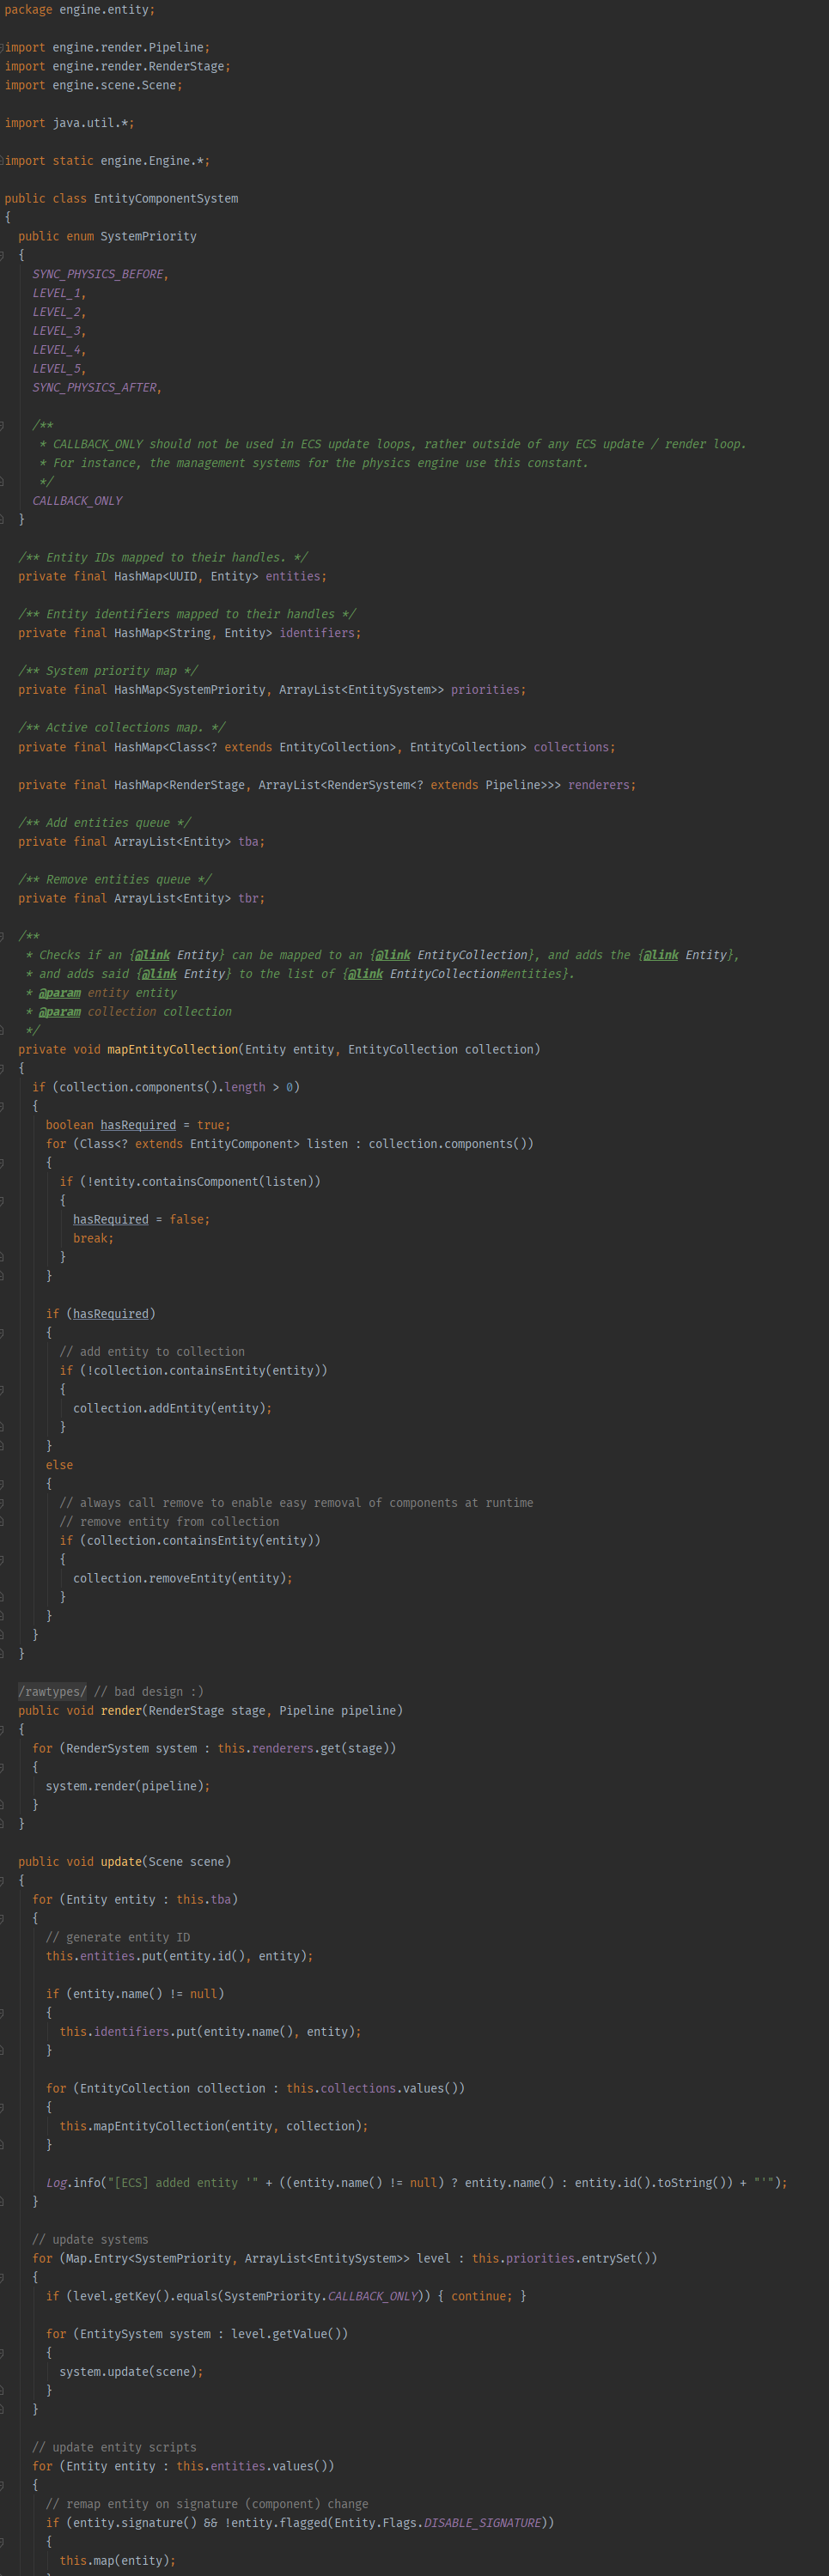 package engine.entity;
import engine.render.Pipeline;
import engine.render.RenderStage;
import engine.scene.Scene;
import java.util.*;
import static engine.Engine.*;
public class EntityComponentSystem
{
public enum SystemPriority
{
SYNC_PHYSICS_BEFORE,
LEVEL_1,
LEVEL_2,
LEVEL_3,
LEVEL_4,
LEVEL_5,
SYNC_PHYSICS_AFTER,
/**
* CALLBACK_ONLY should not be used in ECS update loops, rather outside of any ECS update / render loop.
* For instance, the management systems for the physics engine use this constant.
*/
CALLBACK_ONLY
}
/** Entity IDs mapped to their handles. */
private final HashMap<UUID, Entity> entities;
/** Entity identifiers mapped to their handles */
private final HashMap<String, Entity> identifiers;
/** System priority map */
private final HashMap<SystemPriority, ArrayList<EntitySystem>> priorities;
/** Active collections map. */
private final HashMap<Class<? extends EntityCollection>, EntityCollection> collections;
private final HashMap<RenderStage, ArrayList<RenderSystem<? extends Pipeline>>> renderers;
/** Add entities queue */
private final ArrayList<Entity> tba;
/** Remove entities queue */
private final ArrayList<Entity> tbr;
/**
* Checks if an {@link Entity} can be mapped to an {@link EntityCollection}, and adds the {@link Entity},
* and adds said {@link Entity} to the list of {@link EntityCollection#entities}.
* @param entity entity
* @param collection collection
*/
private void mapEntityCollection(Entity entity, EntityCollection collection)
{
if (collection.components().length > 0)
{
boolean hasRequired = true;
for (Class<? extends EntityComponent> listen : collection.components())
{
if (!entity.containsComponent(listen))
{
hasRequired = false;
break;
}
}
if (hasRequired)
{
// add entity to collection
if (!collection.containsEntity(entity))
{
collection.addEntity(entity);
}
}
else
{
// always call remove to enable easy removal of components at runtime
// remove entity from collection
if (collection.containsEntity(entity))
{
collection.removeEntity(entity);
}
}
}
}
/rawtypes/ // bad design :)
public void render(RenderStage stage, Pipeline pipeline)
{
for (RenderSystem system : this.renderers.get(stage))
{
system.render(pipeline);
}
}
public void update(Scene scene)
{
for (Entity entity : this.tba)
{
// generate entity ID
this.entities.put(entity.id(), entity);
if (entity.name() != null)
{
this.identifiers.put(entity.name(), entity);
}
for (EntityCollection collection : this.collections.values())
{
this.mapEntityCollection(entity, collection);
}
Log.info("[ECS] added entity '" + ((entity.name() != null) ? entity.name() : entity.id().toString()) + "'");
}
// update systems
for (Map.Entry<SystemPriority, ArrayList<EntitySystem>> level : this.priorities.entrySet())
{
if (level.getKey().equals(SystemPriority.CALLBACK_ONLY)) { continue; }
for (EntitySystem system : level.getValue())
{
system.update(scene);
}
}
// update entity scripts
for (Entity entity : this.entities.values())
{
// remap entity on signature (component) change
if (entity.signature() && !entity.flagged(Entity.Flags.DISABLE_SIGNATURE))
{
this.map(entity);